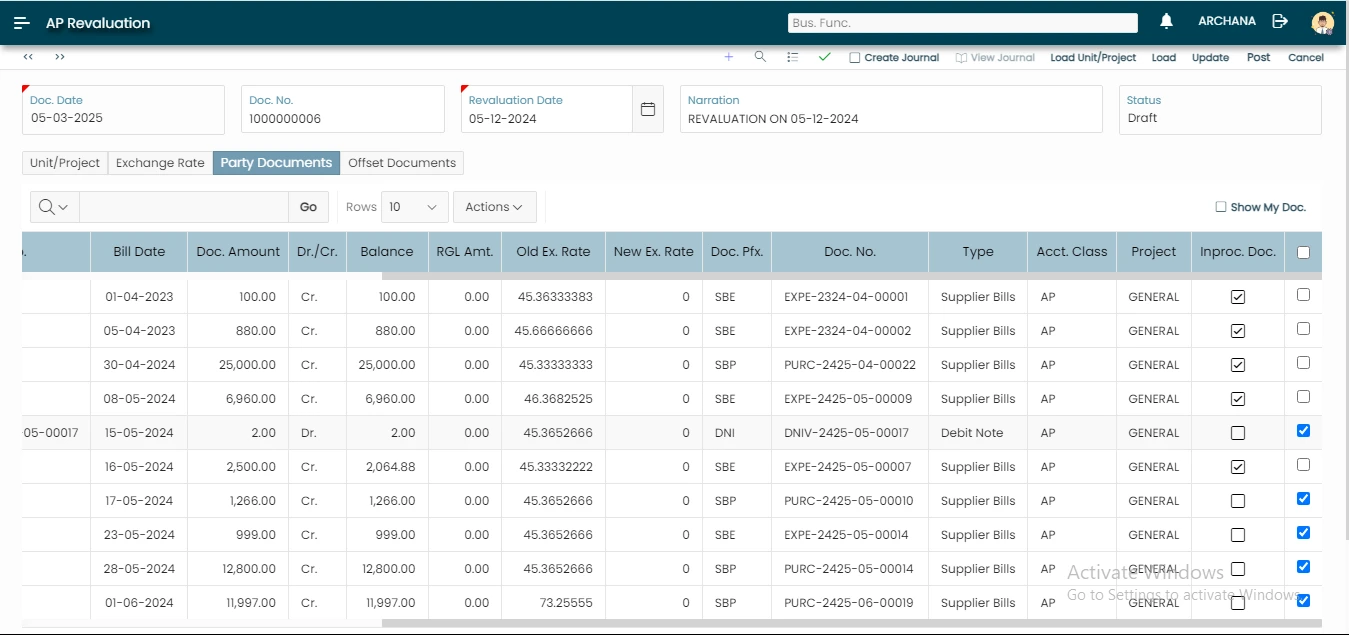 AP Revaluation Bus. Func. ARCHANA
<< >> + Create Journal View Journal Load Unit/Project Load Update Post Cancel
Doc. Date Doc. No. Revaluation Date Narration Status
05-03-2025 1000000006 05-12-2024 REVALUATION ON 05-12-2024 Draft
Unit/Project Exchange Rate Party Documents Offset Documents
Go Rows 10 Actions Show My Doc.
. Bill Date Doc. Amount Dr./Cr. Balance RGL Amt. Old Ex. Rate New Ex. Rate Doc. Pfx. Doc. No. Type Acct. Class Project Inproc. Doc.
01-04-2023 100.00 Cr. 100.00 0.00 45.36333383 0 SBE EXPE-2324-04-00001 Supplier Bills AP GENERAL
05-04-2023 880.00 Cr. 880.00 0.00 45.66666666 0 SBE EXPE-2324-04-00002 Supplier Bills AP GENERAL
30-04-2024 25,000.00 Cr. 25,000.00 0.00 45.33333333 0 SBP PURC-2425-04-00022 Supplier Bills AP GENERAL
08-05-2024 6,960.00 Cr. 6,960.00 0.00 46.3682525 0 SBE EXPE-2425-05-00009 Supplier Bills AP GENERAL
05-00017 15-05-2024 2.00 Dr. 2.00 0.00 45.3652666 0 DNI DNIV-2425-05-00017 Debit Note AP GENERAL
16-05-2024 2,500.00 Cr. 2,064.88 0.00 45.33332222 0 SBE EXPE-2425-05-00007 Supplier Bills AP GENERAL
17-05-2024 1,266.00 Cr. 1,266.00 0.00 45.3652666 0 SBP PURC-2425-05-00010 Supplier Bills AP GENERAL
23-05-2024 999.00 Cr. 999.00 0.00 45.3652666 0 SBE EXPE-2425-05-00014 Supplier Bills AP GENERAL
28-05-2024 12,800.00 Cr. 12,800.00 0.00 45.3652666 0 SBP PURC-2425-05-00014 Supplier Bills AP GENERAL
01-06-2024 11,997.00 Cr. 11,997.00 0.00 73.25555 0 SBP PURC-2425-06-00019 Supplier Bills AP GENERAL
Activate Windows
Go to Settings to activate Windows.